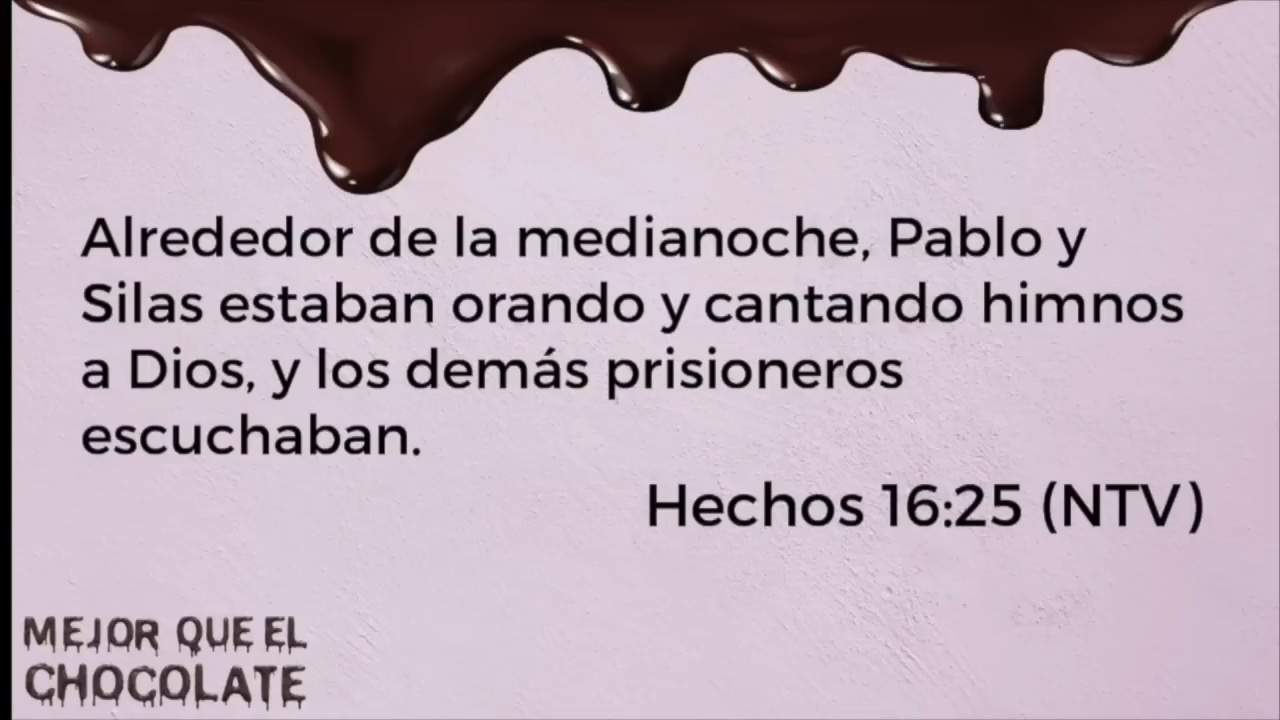 Alrededor de la medianoche, Pablo y
Silas estaban orando y cantando himnos
a Dios, y los demás prisioneros
escuchaban.
Hechos 16:25 (NTV)
MEJOR QUE EL
CHOCOLATE